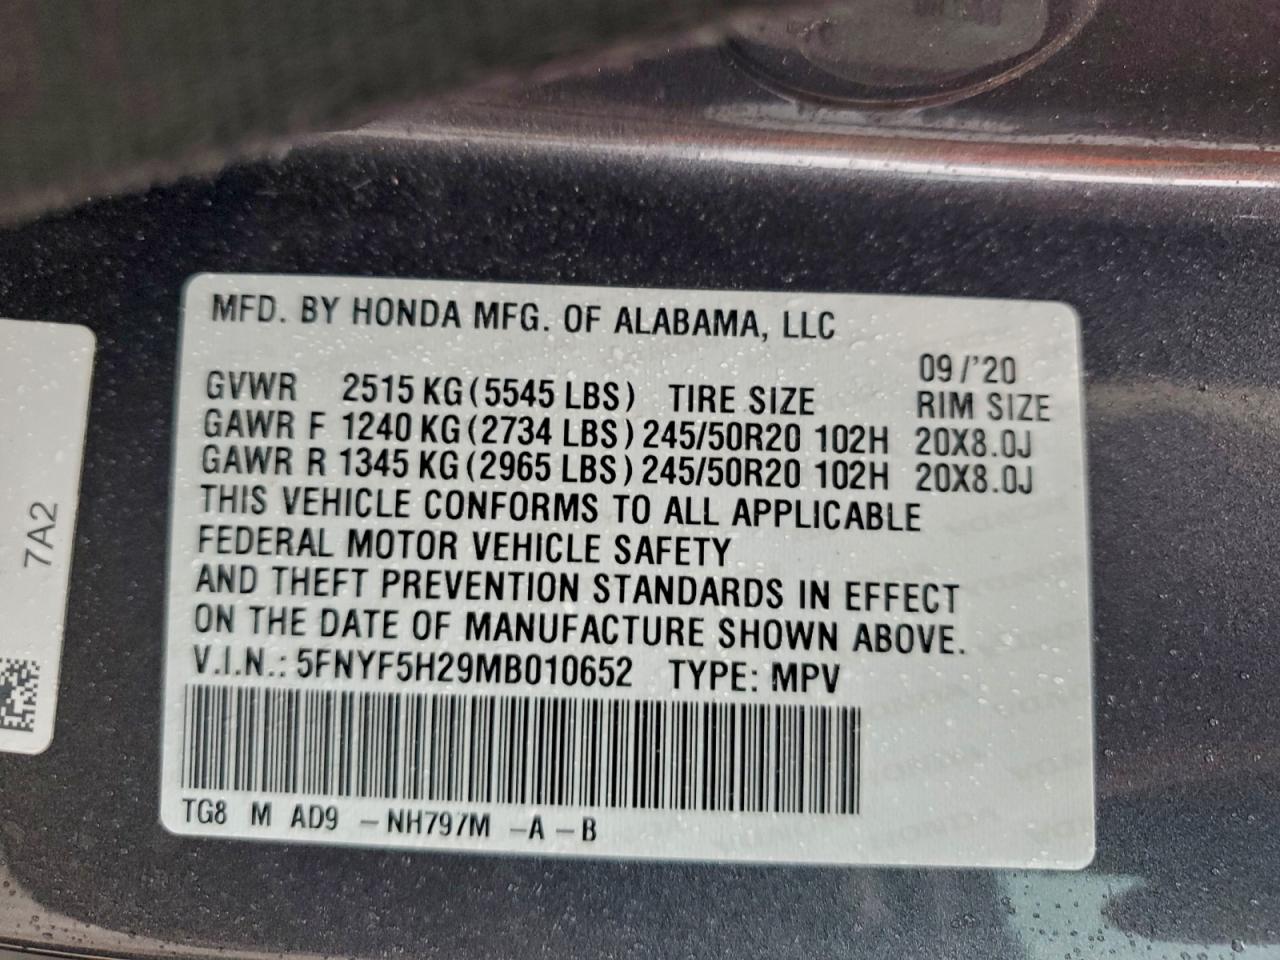 MFD. BY HONDA MFG. OF ALABAMA, LLC
09/'20
GVWR 2515 KG (5545 LBS) TIRE SIZE RIM SIZE
GAWR F 1240 KG (2734 LBS) 245/50R20 102H 20X8.0J
GAWR R 1345 KG (2965 LBS) 245/50R20 102H 20X8.0J
THIS VEHICLE CONFORMS TO ALL APPLICABLE
FEDERAL MOTOR VEHICLE SAFETY
AND THEFT PREVENTION STANDARDS IN EFFECT
ON THE DATE OF MANUFACTURE SHOWN ABOVE.
V.I.N.: 5FNYF5H29MB010652 TYPE: MPV
TG8 M AD9 -NH797M -A -B
7A2